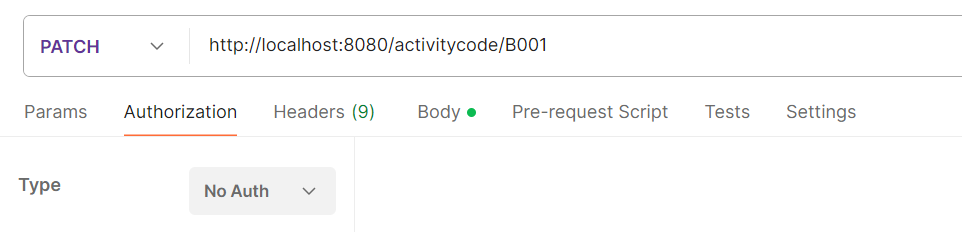 PATCH http://localhost:8080/activitycode/B001
Params Authorization Headers (9) Body Pre-request Script Tests Settings
Type No Auth